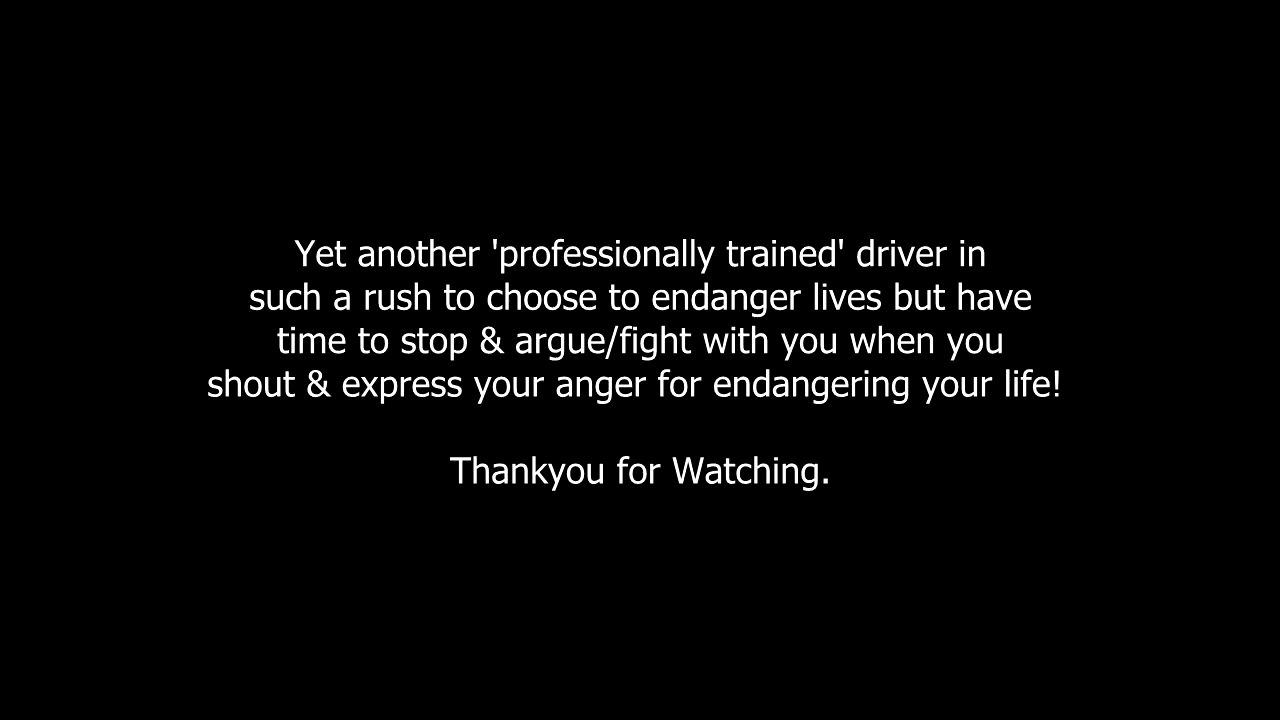 Yet another 'professionally trained' driver in
such a rush to choose to endanger lives but have
time to stop & argue/fight with you when you
shout & express your anger for endangering your life!
Thankyou for Watching.